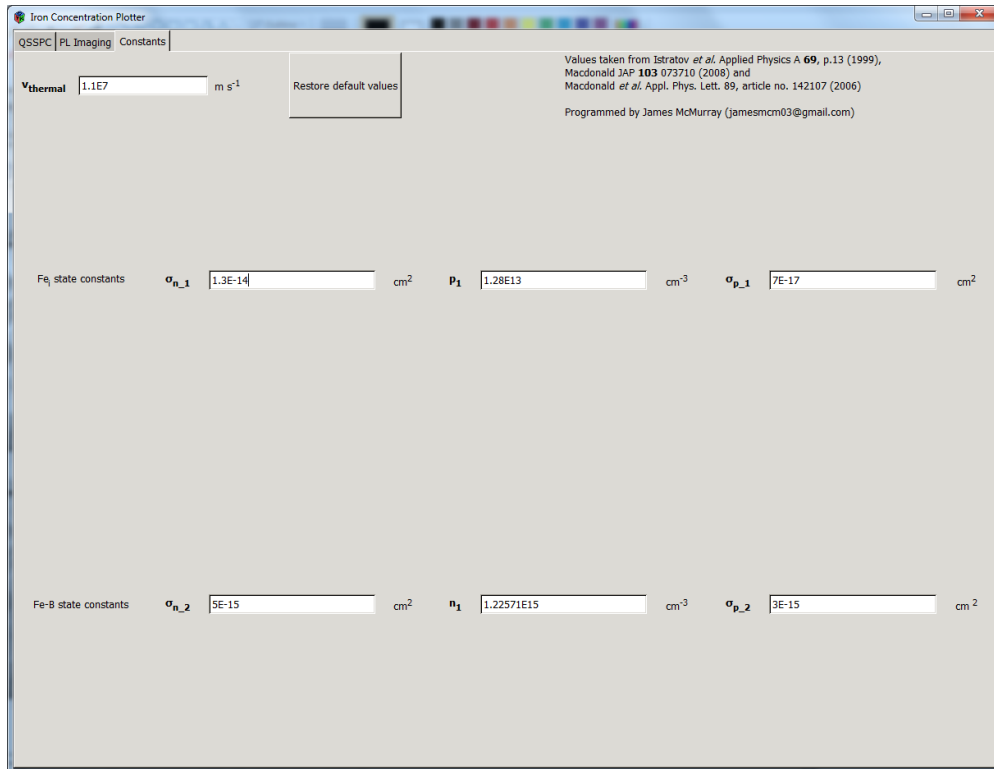 Iron Concentration Plotter
QSSPC PL Imaging Constants
Values taken from Istratov et al. Applied Physics A 69, p.13 (1999),
Macdonald JAP 103 073710 (2008) and
Macdonald et al. Appl. Phys. Lett. 89, article no. 142107 (2006)
Programmed by James McMurray (jamesmcm03@gmail.com)
v_thermal 1.1E7 m s⁻¹ Restore default values
Feᵢ state constants σn_1 1.3E-14 cm² p₁ 1.28E13 cm⁻³ σp_1 7E-17 cm²
Fe-B state constants σn_2 5E-15 cm² n₁ 1.22571E15 cm⁻³ σp_2 3E-15 cm ²